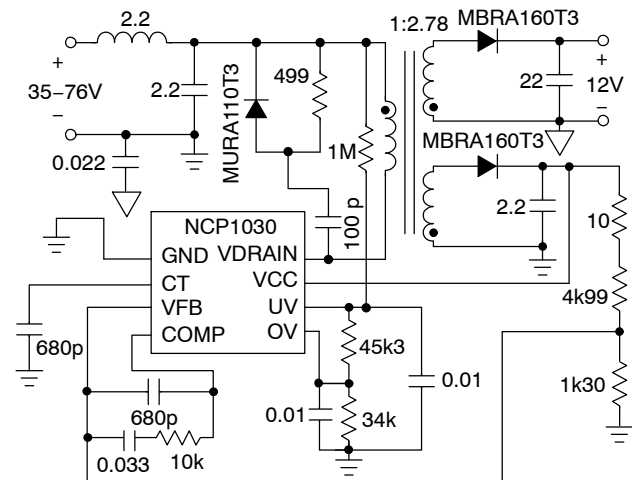 2.2
1:2.78
MBRA160T3
+
35–76V
–
2.2
MURA110T3
499
22
+
12V
–
0.022
1M
MBRA160T3
100 p
2.2
10
NCP1030
GND
VDRAIN
CT
VCC
VFB
UV
COMP
OV
4k99
680p
45k3
0.01
1k30
680p
0.01
34k
0.033
10k